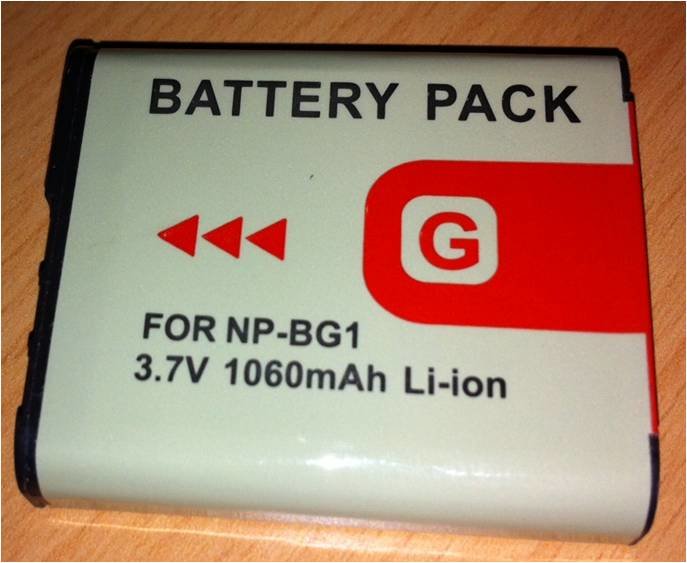 BATTERY PACK
G
FOR NP-BG1
3.7V 1060mAh Li-ion